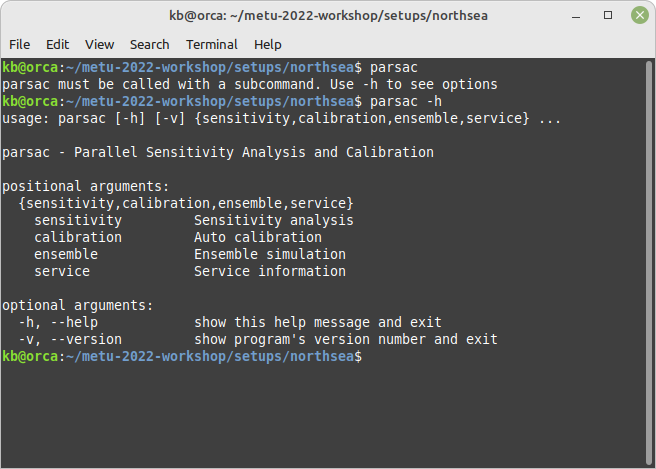 kb@orca: ~/metu-2022-workshop/setups/northsea
File Edit View Search Terminal Help
kb@orca:~/metu-2022-workshop/setups/northsea$ parsac
parsac must be called with a subcommand. Use -h to see options
kb@orca:~/metu-2022-workshop/setups/northsea$ parsac -h
usage: parsac [-h] [-v] {sensitivity,calibration,ensemble,service} ...

parsac - Parallel Sensitivity Analysis and Calibration

positional arguments:
  {sensitivity,calibration,ensemble,service}
    sensitivity         Sensitivity analysis
    calibration         Auto calibration
    ensemble            Ensemble simulation
    service             Service information

optional arguments:
  -h, --help            show this help message and exit
  -v, --version         show program's version number and exit
kb@orca:~/metu-2022-workshop/setups/northsea$